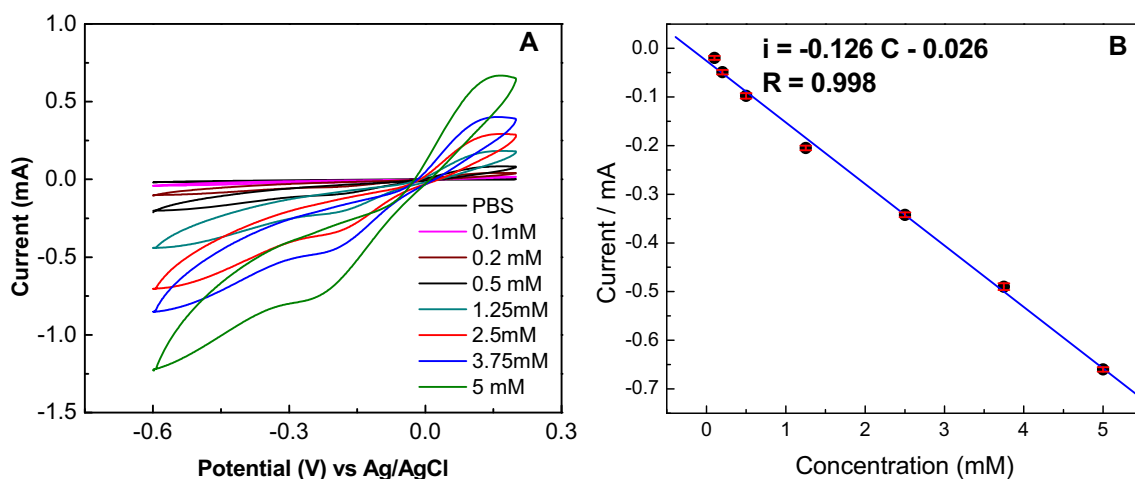 A
1.0
0.5
0.0
-0.5
-1.0
-1.5
Current (mA)
PBS
0.1mM
0.2 mM
0.5 mM
1.25mM
2.5mM
3.75mM
5 mM
-0.6
-0.3
0.0
0.3
Potential (V) vs Ag/AgCl
B
i = -0.126 C - 0.026
R = 0.998
0.0
-0.1
-0.2
-0.3
-0.4
-0.5
-0.6
-0.7
Current / mA
0
1
2
3
4
5
Concentration (mM)